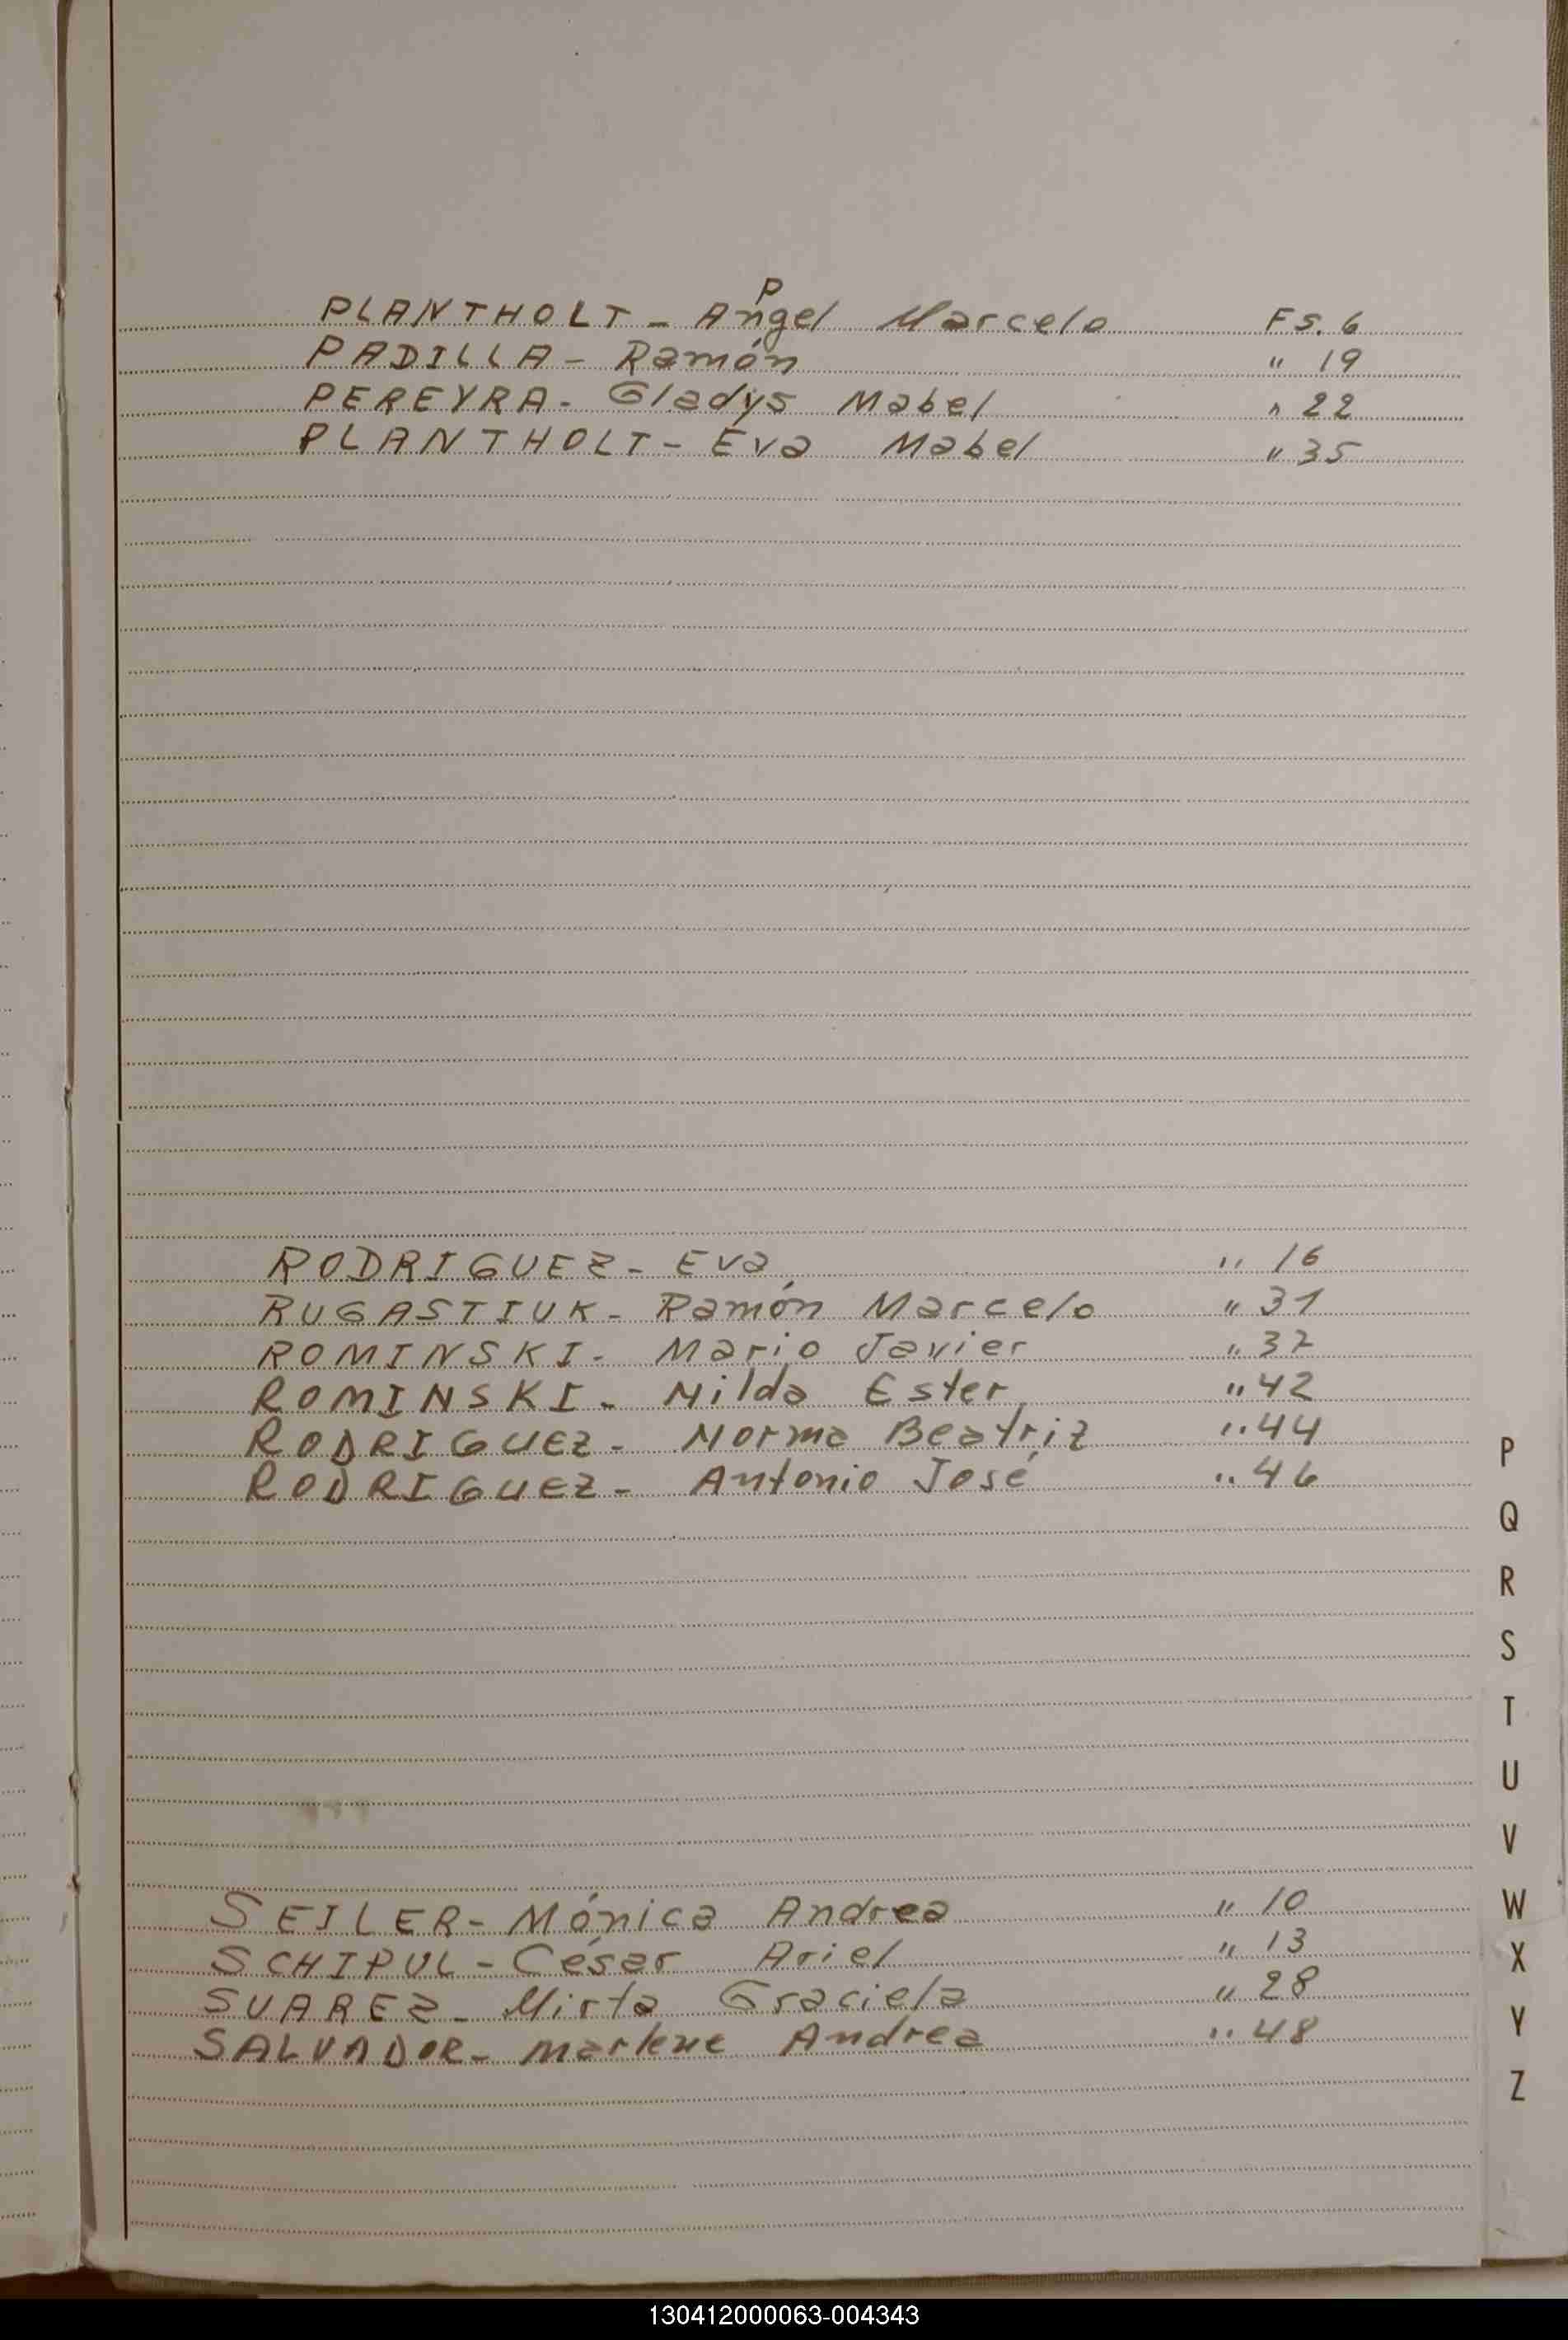 P
PLANTHOLT - Angel Marcelo Fs. 6
PADILLA - Ramón " 19
PEREYRA - Gladys Mabel " 22
PLANTHOLT - Eva Mabel " 35
RODRIGUEZ - Eva " 16
RUGASTIUK - Ramón Marcelo " 31
ROMINSKI - Mario Javier " 37
ROMINSKI - Nilda Ester " 42
RODRIGUEZ - Norma Beatriz " 44
RODRIGUEZ - Antonio José " 46
SEILER - Mónica Andrea " 10
SCHIPUL - César Ariel " 13
SUAREZ - Mirta Graciela " 28
SALVADOR - Marlene Andrea " 48
P
Q
R
S
T
U
V
W
X
Y
Z
130412000063-004343